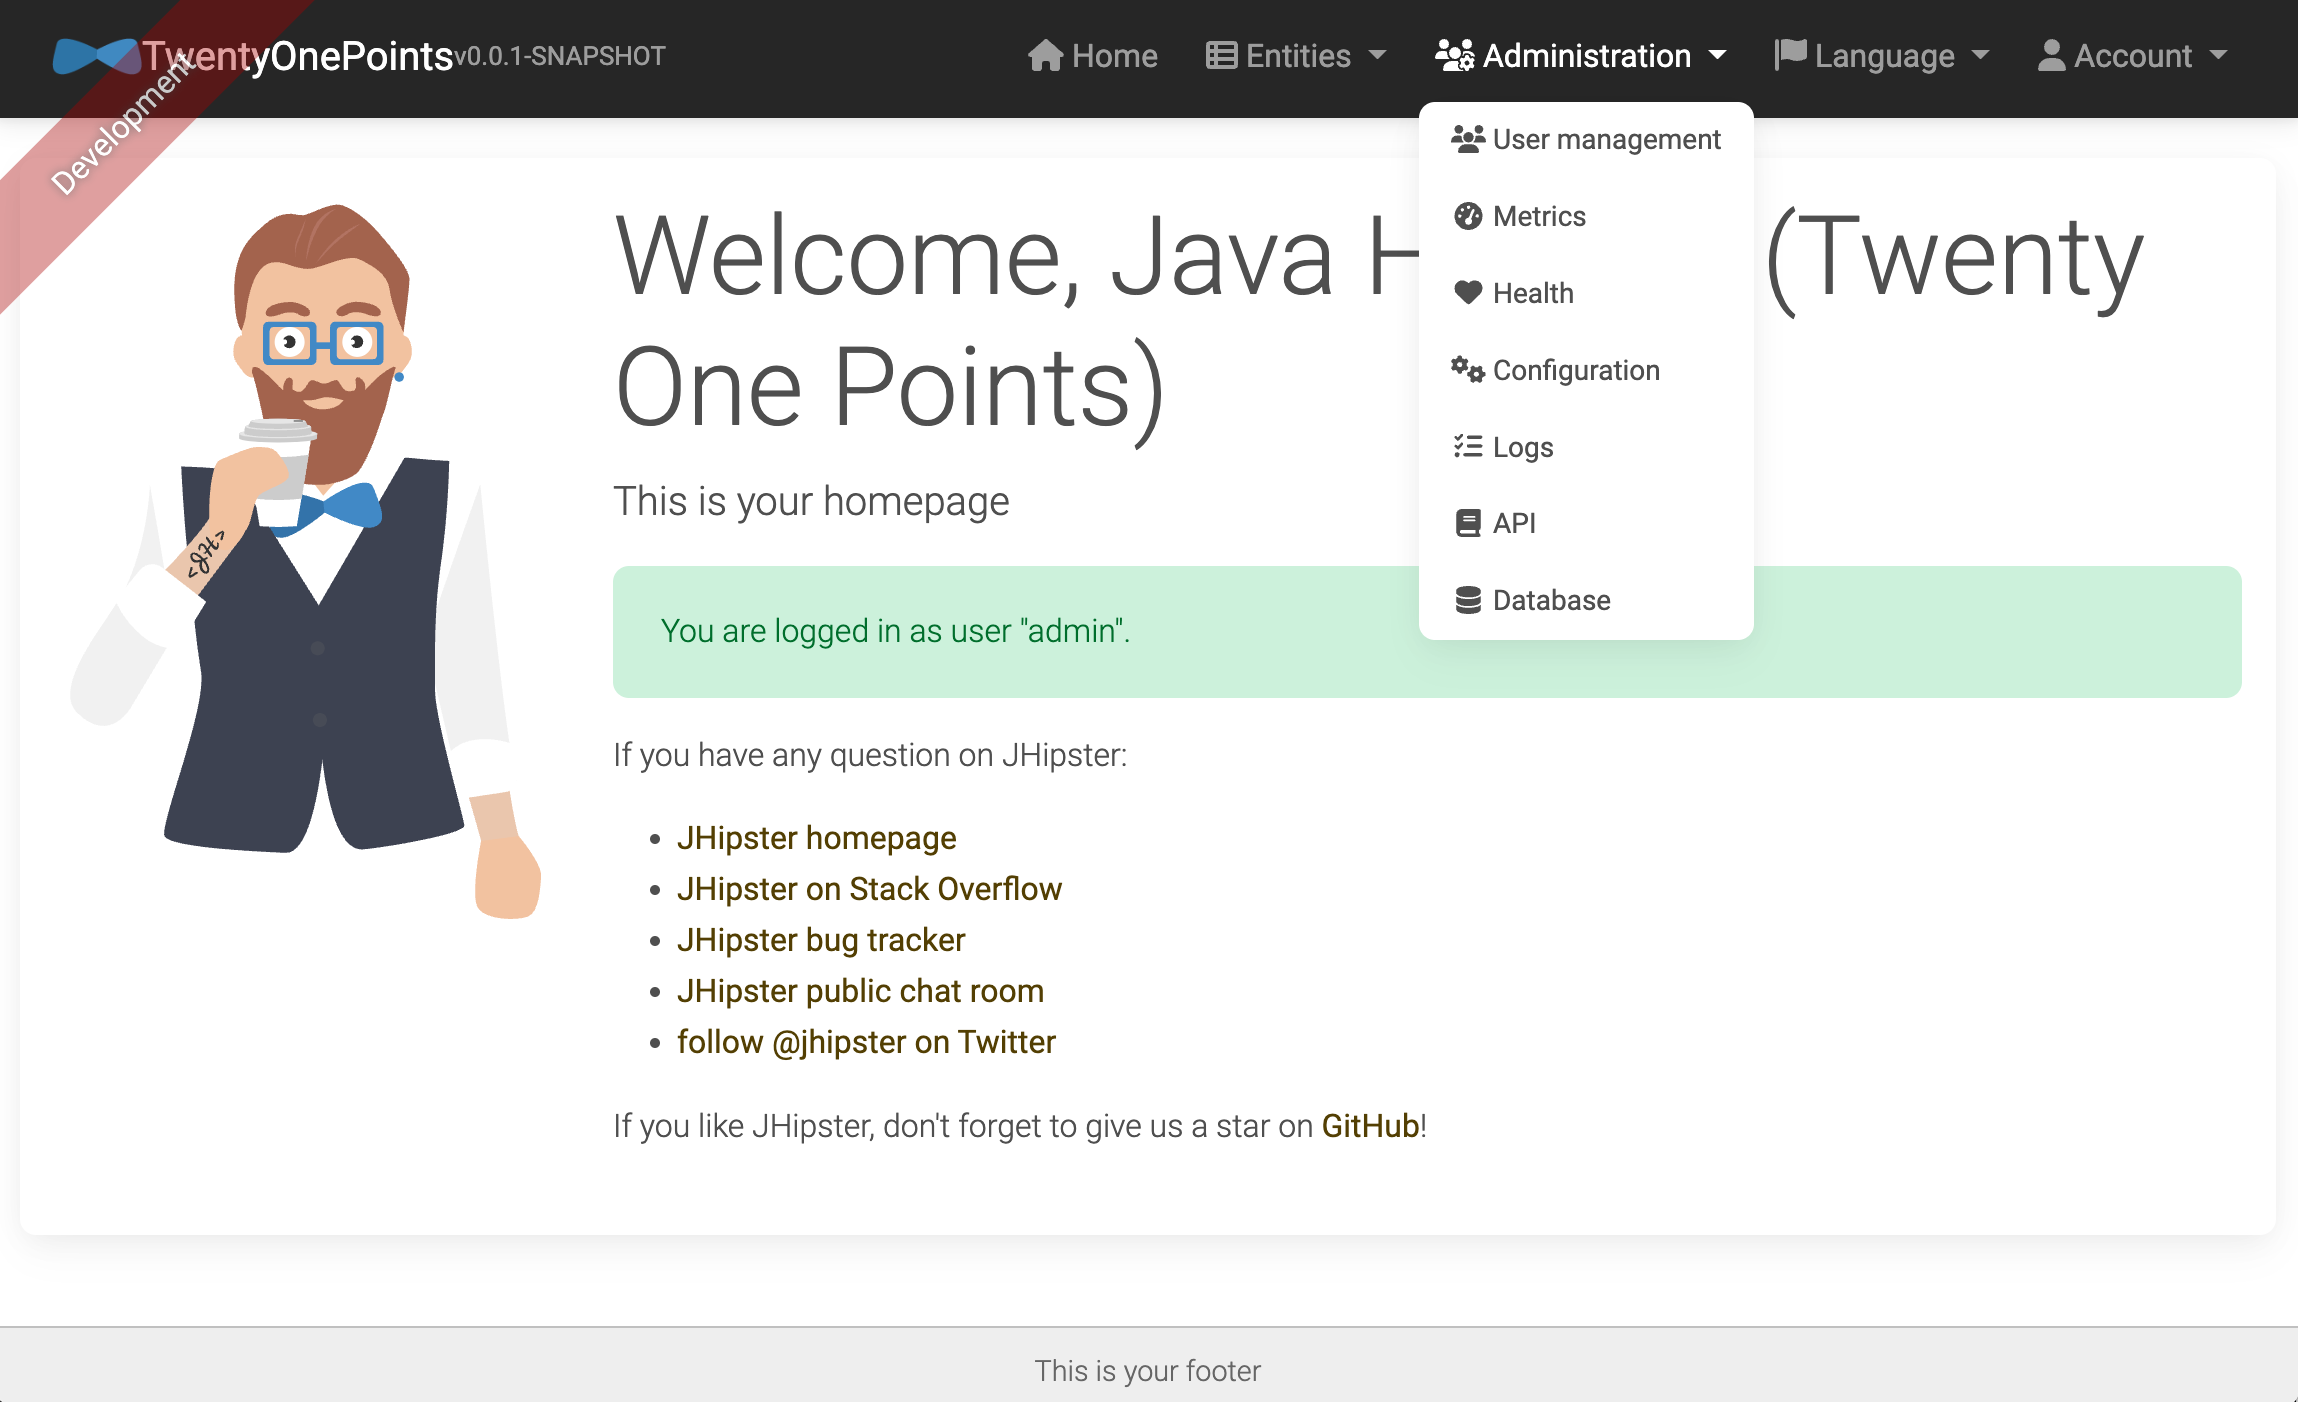 TwentyOnePoints v0.0.1-SNAPSHOT Home Entities Administration Language Account
Development
User management
Metrics
Health
Configuration
Logs
API
Database
Welcome, Java H (Twenty
One Points)
This is your homepage
You are logged in as user "admin".
If you have any question on JHipster:
JHipster homepage
JHipster on Stack Overflow
JHipster bug tracker
JHipster public chat room
follow @jhipster on Twitter
If you like JHipster, don't forget to give us a star on GitHub!
<JH>
This is your footer